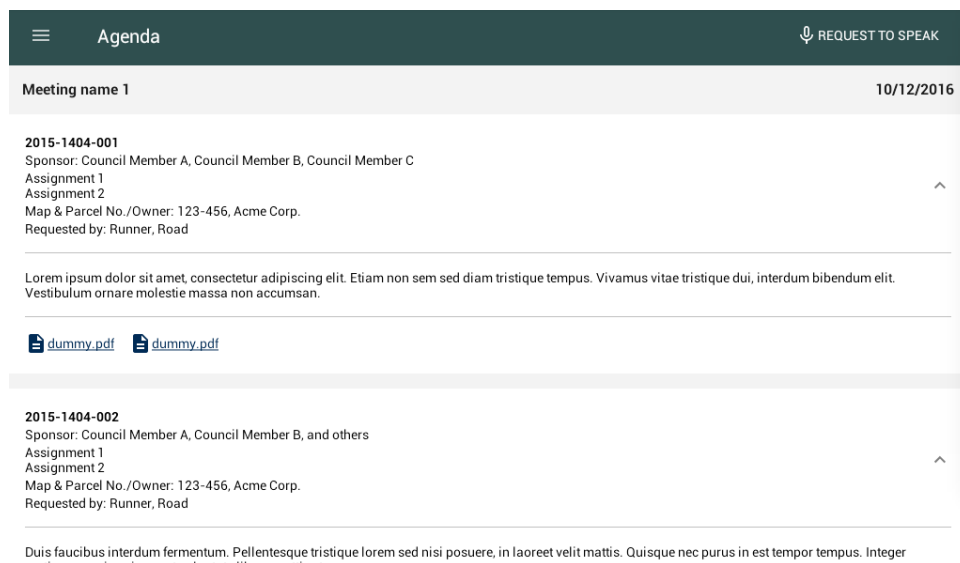 Agenda
REQUEST TO SPEAK
Meeting name 1
10/12/2016
2015-1404-001
Sponsor: Council Member A, Council Member B, Council Member C
Assignment 1
Assignment 2
Map & Parcel No./Owner: 123-456, Acme Corp.
Requested by: Runner, Road
Lorem ipsum dolor sit amet, consectetur adipiscing elit. Etiam non sem sed diam tristique tempus. Vivamus vitae tristique dui, interdum bibendum elit.
Vestibulum ornare molestie massa non accumsan.
dummy.pdf dummy.pdf
2015-1404-002
Sponsor: Council Member A, Council Member B, and others
Assignment 1
Assignment 2
Map & Parcel No./Owner: 123-456, Acme Corp.
Requested by: Runner, Road
Duis faucibus interdum fermentum. Pellentesque tristique lorem sed nisi posuere, in laoreet velit mattis. Quisque nec purus in est tempor tempus. Integer